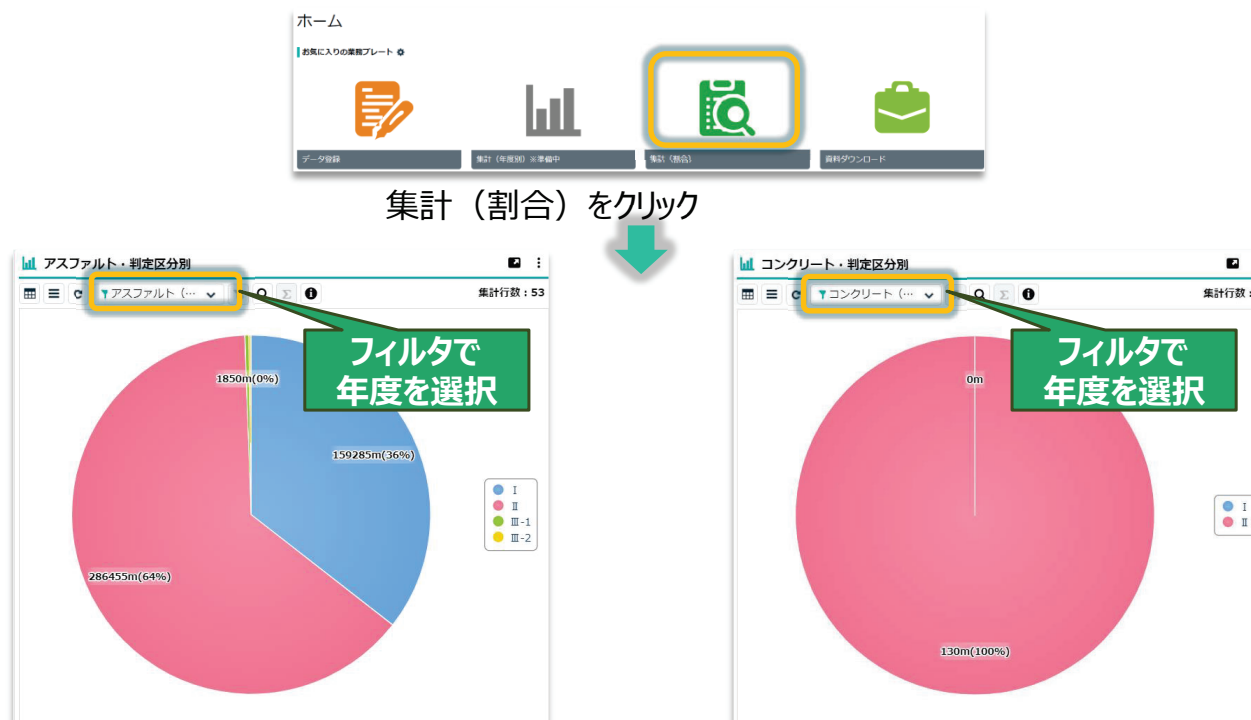 ホーム
お気に入りの業務プレート
データ登録
集計（年度別）※準備中
集計（割合）
資料ダウンロード
集計（割合）をクリック
アスファルト・判定区分別
アスファルト（…
集計行数：53
フィルタで
年度を選択
1850m(0%)
159285m(36%)
286455m(64%)
I
II
III-1
III-2
コンクリート・判定区分別
コンクリート（…
集計行数：
フィルタで
年度を選択
0m
130m(100%)
I
II